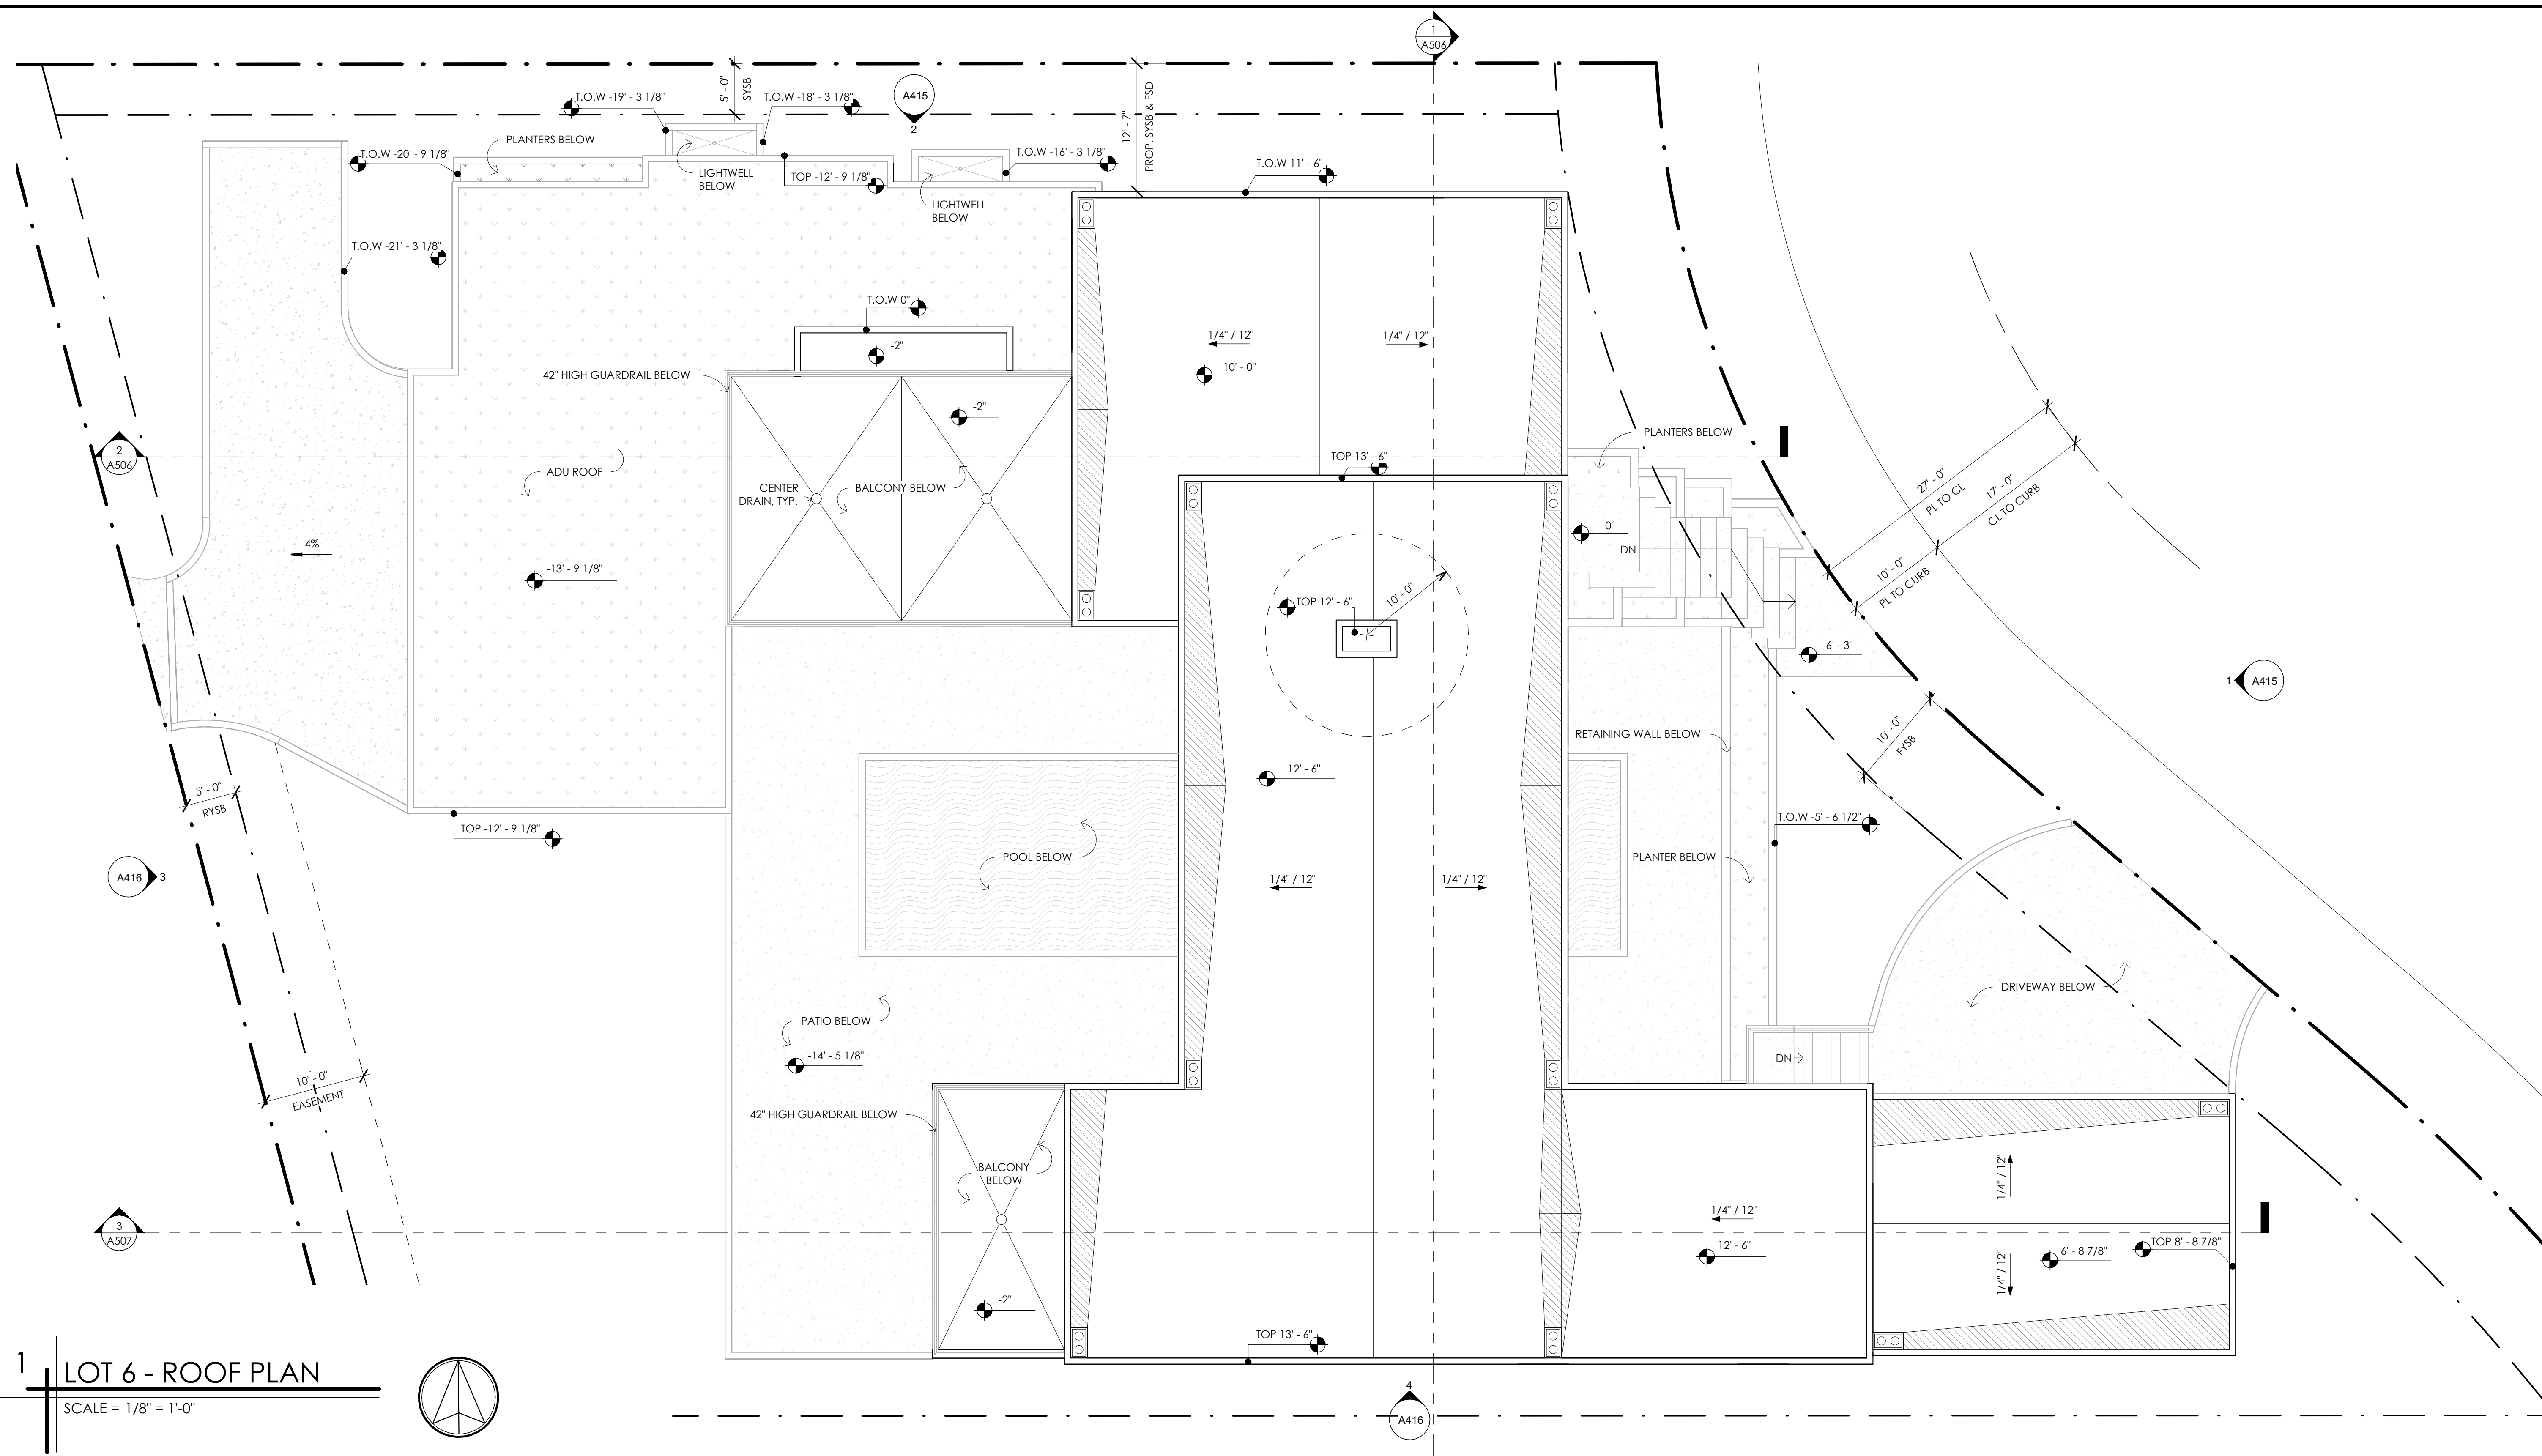 1
A506
5' - 0"
SYSB
T.O.W -19' - 3 1/8"
T.O.W -18' - 3 1/8"
A415
2
12' - 7"
PROP. SYSB & FSD
PLANTERS BELOW
T.O.W -20' - 9 1/8"
LIGHTWELL
BELOW
TOP -12' - 9 1/8"
T.O.W -16' - 3 1/8"
LIGHTWELL
BELOW
T.O.W 11' - 6"
T.O.W -21' - 3 1/8"
T.O.W 0"
-2"
1/4" / 12"
1/4" / 12"
10' - 0"
42" HIGH GUARDRAIL BELOW
-2"
PLANTERS BELOW
2
A506
ADU ROOF
CENTER
DRAIN, TYP.
BALCONY BELOW
TOP 13' - 6"
27' - 0"
PL TO CL
17' - 0"
CL TO CURB
0"
DN
4%
-13' - 9 1/8"
10' - 0"
PL TO CURB
TOP 12' - 6"
10' - 0"
-6' - 3"
1
A415
RETAINING WALL BELOW
10' - 0"
FYSB
12' - 6"
5' - 0"
RYSB
TOP -12' - 9 1/8"
T.O.W -5' - 6 1/2"
POOL BELOW
PLANTER BELOW
A416
3
1/4" / 12"
1/4" / 12"
DRIVEWAY BELOW
PATIO BELOW
-14' - 5 1/8"
DN
10' - 0"
EASEMENT
42" HIGH GUARDRAIL BELOW
BALCONY
BELOW
1/4" / 12"
1/4" / 12"
3
A507
12' - 6"
TOP 8' - 8 7/8"
6' - 8 7/8"
1/4" / 12"
-2"
TOP 13' - 6"
1
LOT 6 - ROOF PLAN
SCALE = 1/8" = 1'-0"
4
A416